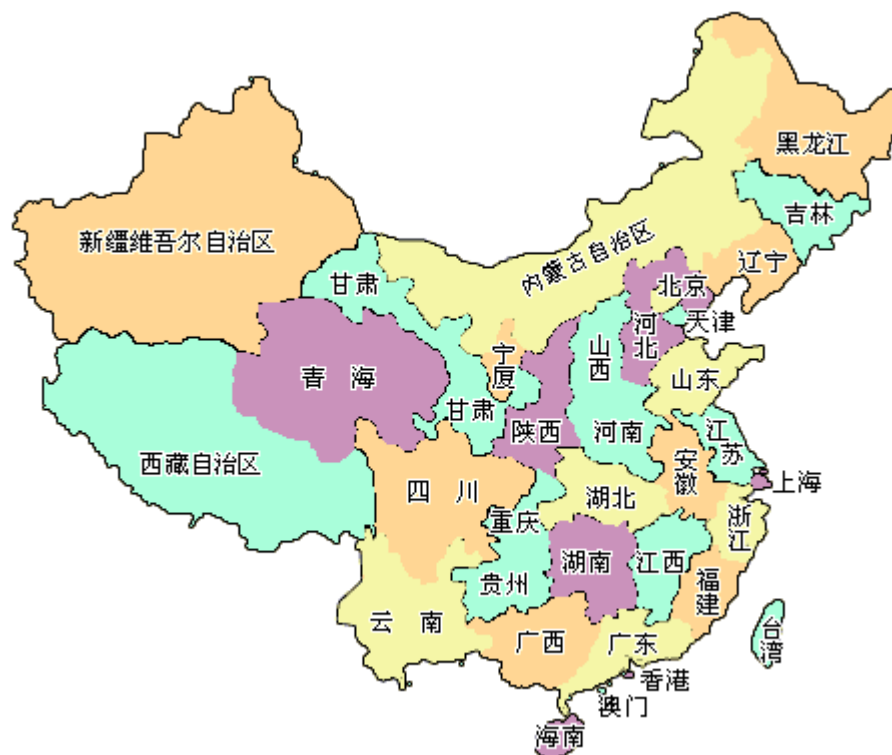 黑龙江
吉林
辽宁
内蒙古自治区
新疆维吾尔自治区
甘肃
北京
天津
河北
山西
宁厦
青 海
甘肃
陕西
河南
山东
江苏
安徽
上海
西藏自治区
四 川
重庆
湖北
浙江
湖南
江西
贵州
福建
云 南
广西
广东
台湾
香港
澳门
海南